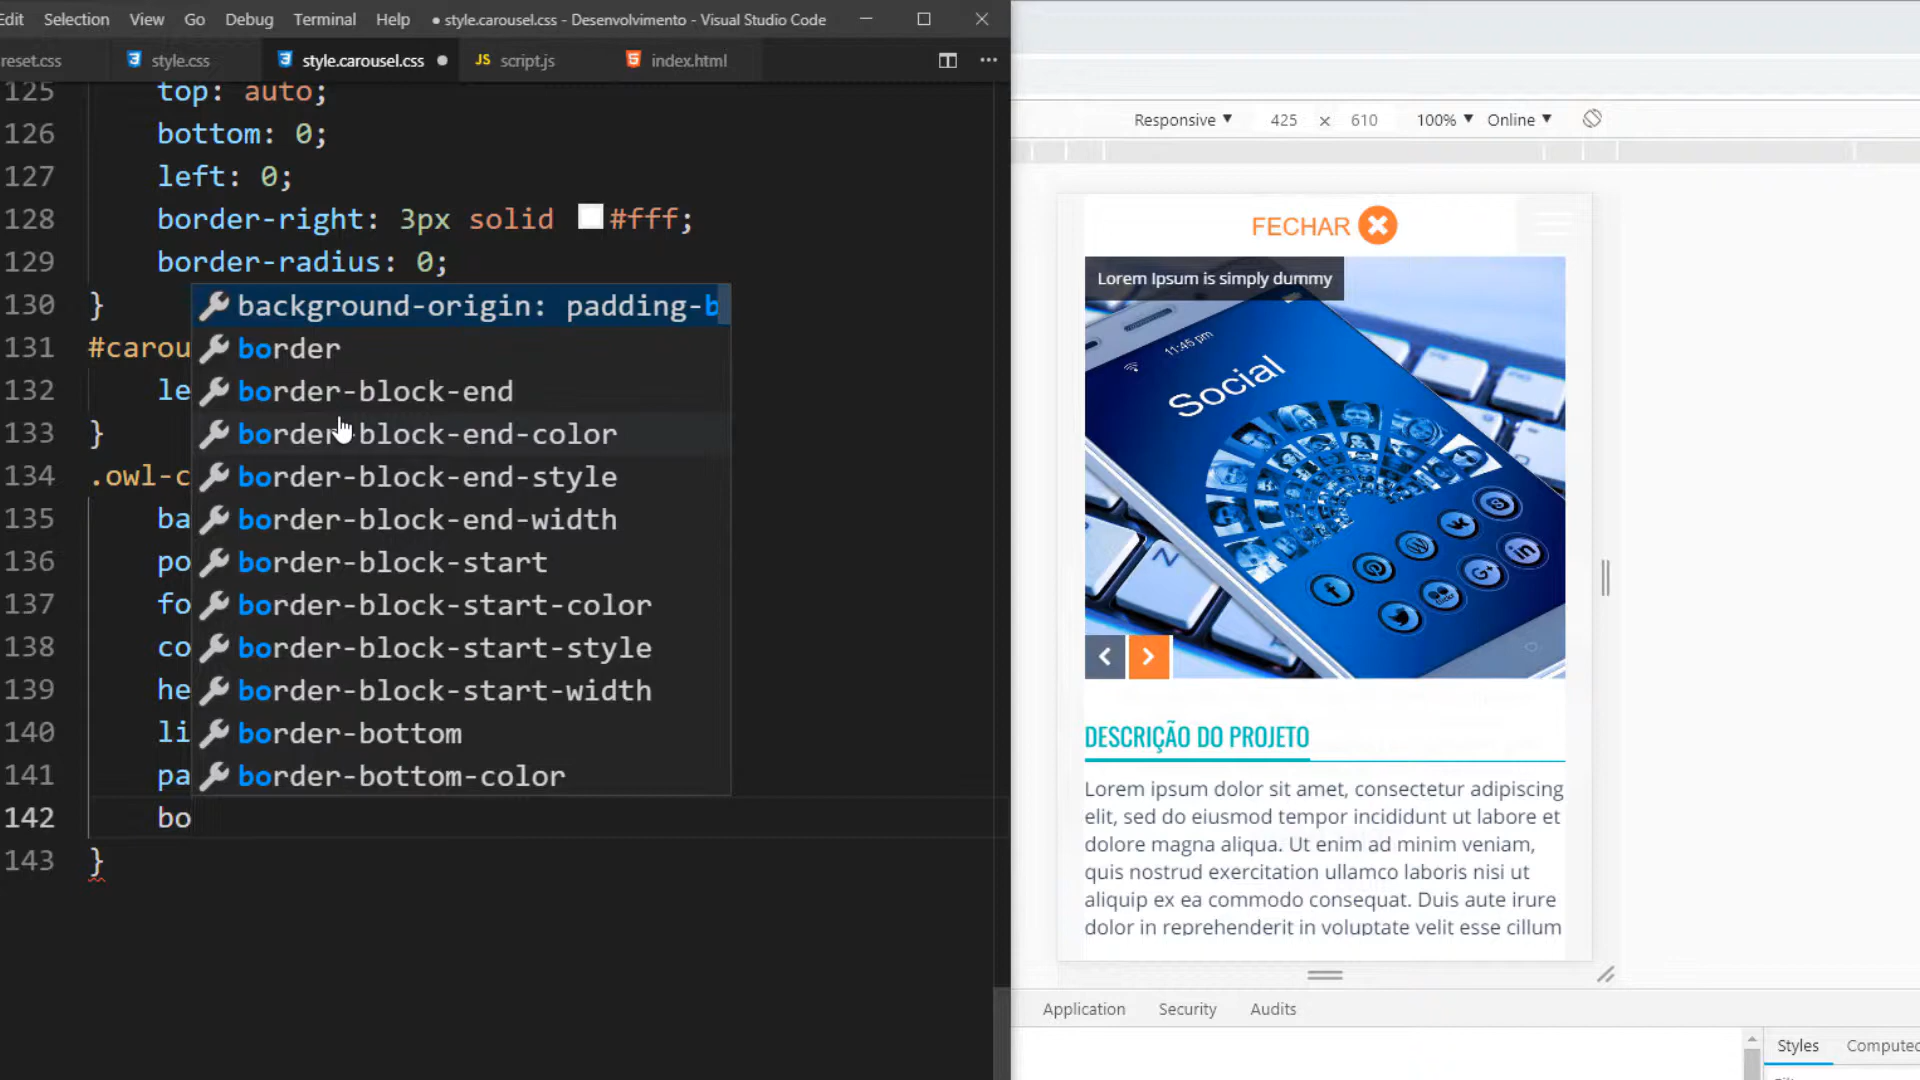 Edit Selection View Go Debug Terminal Help ● style.carousel.css - Desenvolvimento - Visual Studio Code
reset.css style.css style.carousel.css JS script.js index.html
125 top: auto;
126 bottom: 0;
127 left: 0;
128 border-right: 3px solid #fff;
129 border-radius: 0;
130 }
131 #carou
132 le
133 }
134 .owl-c
135 ba
136 po
137 fo
138 co
139 he
140 li
141 pa
142 bo
143 }
background-origin: padding-b
border
border-block-end
border-block-end-color
border-block-end-style
border-block-end-width
border-block-start
border-block-start-color
border-block-start-style
border-block-start-width
border-bottom
border-bottom-color
Responsive ▼ 425 × 610 100% ▼ Online ▼
FECHAR
Lorem Ipsum is simply dummy
11:45 pm
Social
DESCRIÇÃO DO PROJETO
Lorem ipsum dolor sit amet, consectetur adipiscing
elit, sed do eiusmod tempor incididunt ut labore et
dolore magna aliqua. Ut enim ad minim veniam,
quis nostrud exercitation ullamco laboris nisi ut
aliquip ex ea commodo consequat. Duis aute irure
dolor in reprehenderit in voluptate velit esse cillum
Application Security Audits
Styles Computed